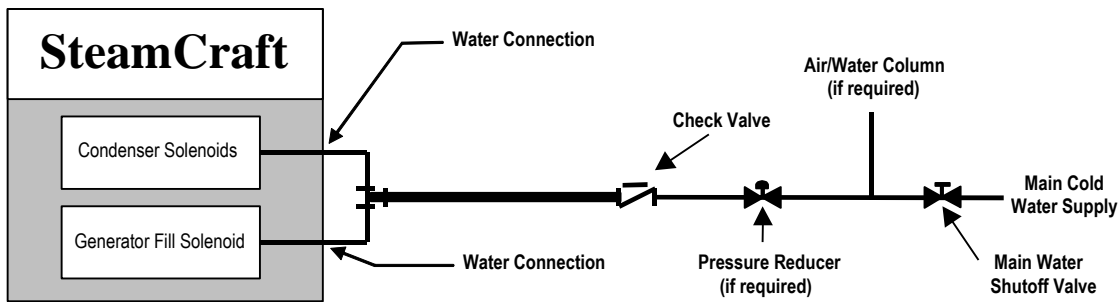 SteamCraft
Water Connection
Condenser Solenoids
Generator Fill Solenoid
Water Connection
Check Valve
Air/Water Column
(if required)
Pressure Reducer
(if required)
Main Cold
Water Supply
Main Water
Shutoff Valve